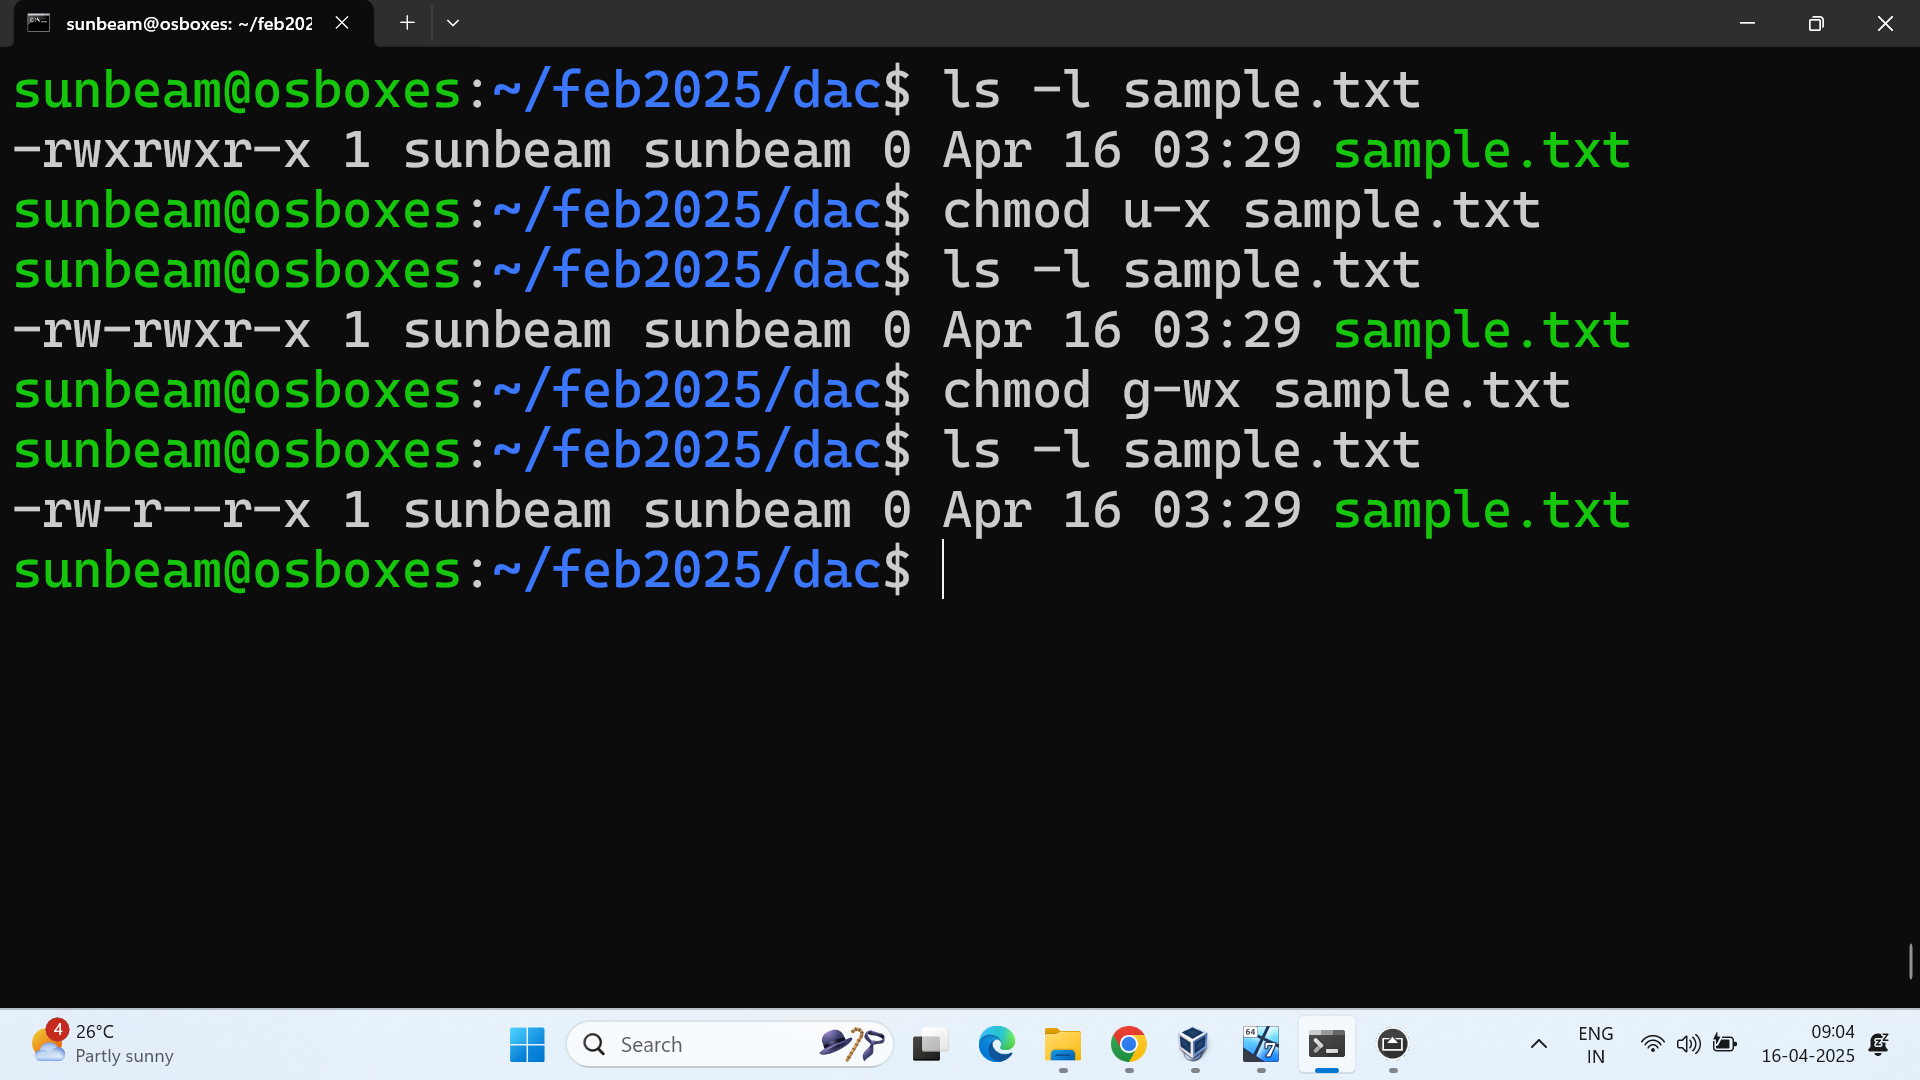 sunbeam@osboxes: ~/feb202
sunbeam@osboxes:~/feb2025/dac$ ls -l sample.txt
-rwxrwxr-x 1 sunbeam sunbeam 0 Apr 16 03:29 sample.txt
sunbeam@osboxes:~/feb2025/dac$ chmod u-x sample.txt
sunbeam@osboxes:~/feb2025/dac$ ls -l sample.txt
-rw-rwxr-x 1 sunbeam sunbeam 0 Apr 16 03:29 sample.txt
sunbeam@osboxes:~/feb2025/dac$ chmod g-wx sample.txt
sunbeam@osboxes:~/feb2025/dac$ ls -l sample.txt
-rw-r--r-x 1 sunbeam sunbeam 0 Apr 16 03:29 sample.txt
sunbeam@osboxes:~/feb2025/dac$
4
26°C
Partly sunny
Search
64
7
ENG
IN
09:04
16-04-2025